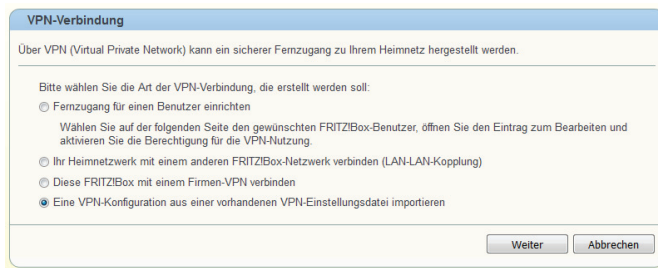 VPN-Verbindung
Über VPN (Virtual Private Network) kann ein sicherer Fernzugang zu Ihrem Heimnetz hergestellt werden.
Bitte wählen Sie die Art der VPN-Verbindung, die erstellt werden soll:
Fernzugang für einen Benutzer einrichten
Wählen Sie auf der folgenden Seite den gewünschten FRITZ!Box-Benutzer, öffnen Sie den Eintrag zum Bearbeiten und
aktivieren Sie die Berechtigung für die VPN-Nutzung.
Ihr Heimnetzwerk mit einem anderen FRITZ!Box-Netzwerk verbinden (LAN-LAN-Kopplung)
Diese FRITZ!Box mit einem Firmen-VPN verbinden
Eine VPN-Konfiguration aus einer vorhandenen VPN-Einstellungsdatei importieren
Weiter Abbrechen